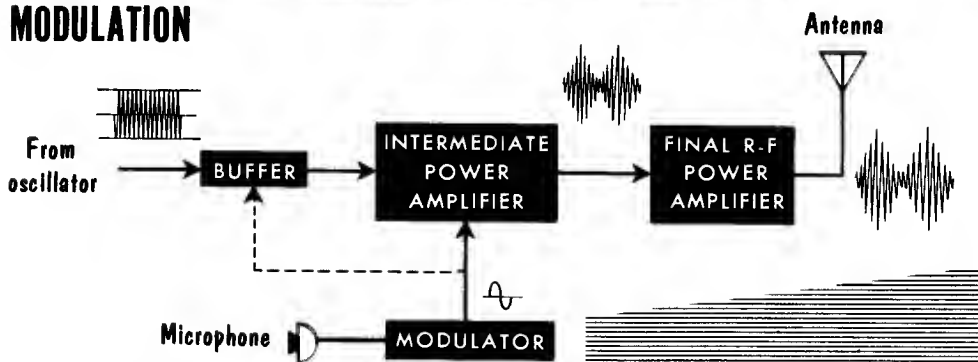 MODULATION
Antenna
From
oscillator
BUFFER
INTERMEDIATE
POWER
AMPLIFIER
FINAL R-F
POWER
AMPLIFIER
Microphone
MODULATOR